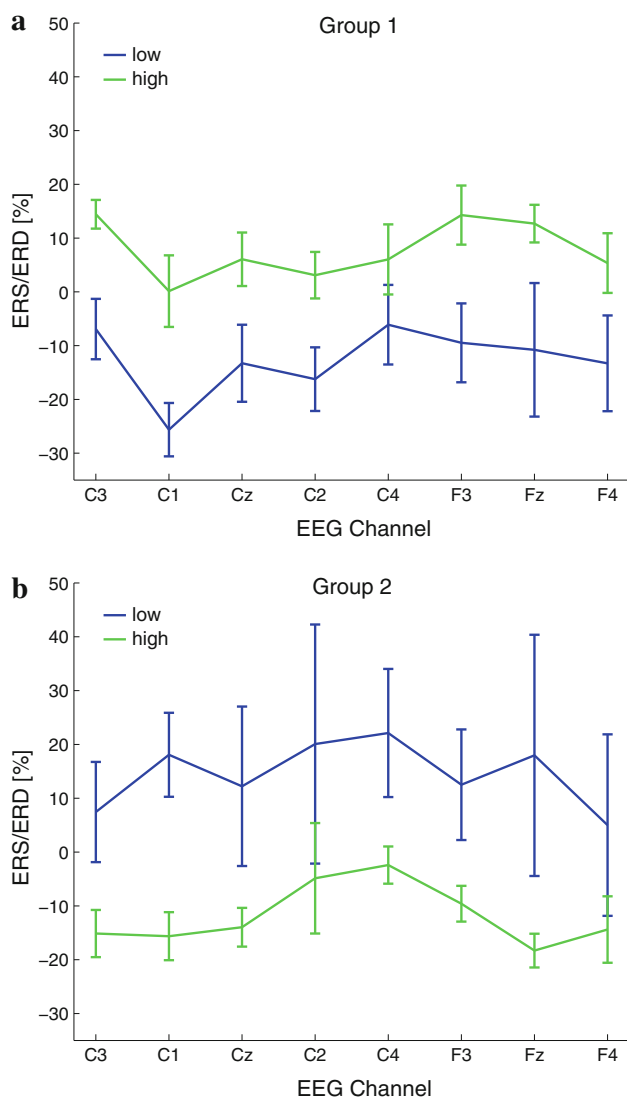 a
Group 1
low
high
50
40
30
20
10
0
−10
−20
−30
ERS/ERD [%]
C3 C1 Cz C2 C4 F3 Fz F4
EEG Channel
b
Group 2
low
high
50
40
30
20
10
0
−10
−20
−30
ERS/ERD [%]
C3 C1 Cz C2 C4 F3 Fz F4
EEG Channel